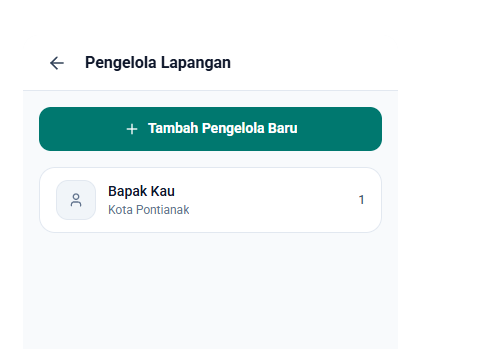 Pengelola Lapangan
Tambah Pengelola Baru
Bapak Kau
Kota Pontianak
1